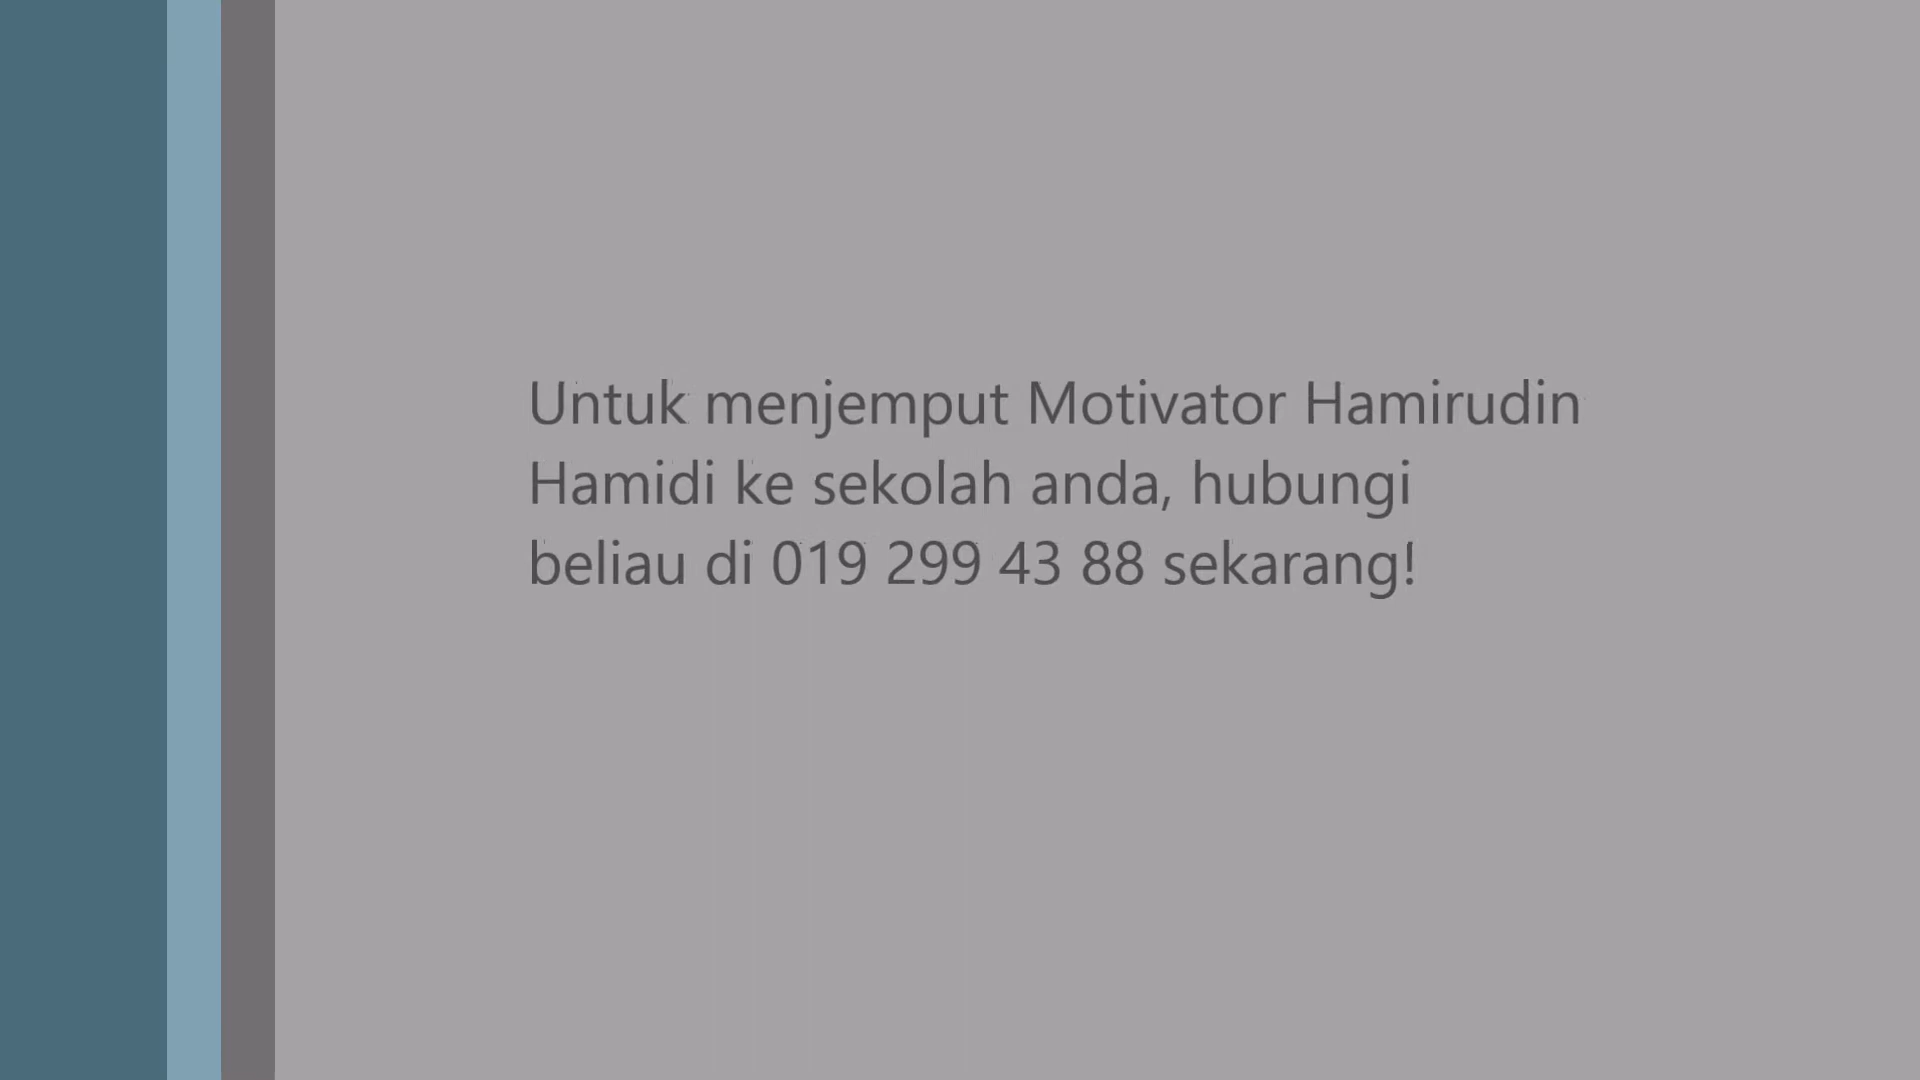 Untuk menjemput Motivator Hamirudin
Hamidi ke sekolah anda, hubungi
beliau di 019 299 43 88 sekarang!